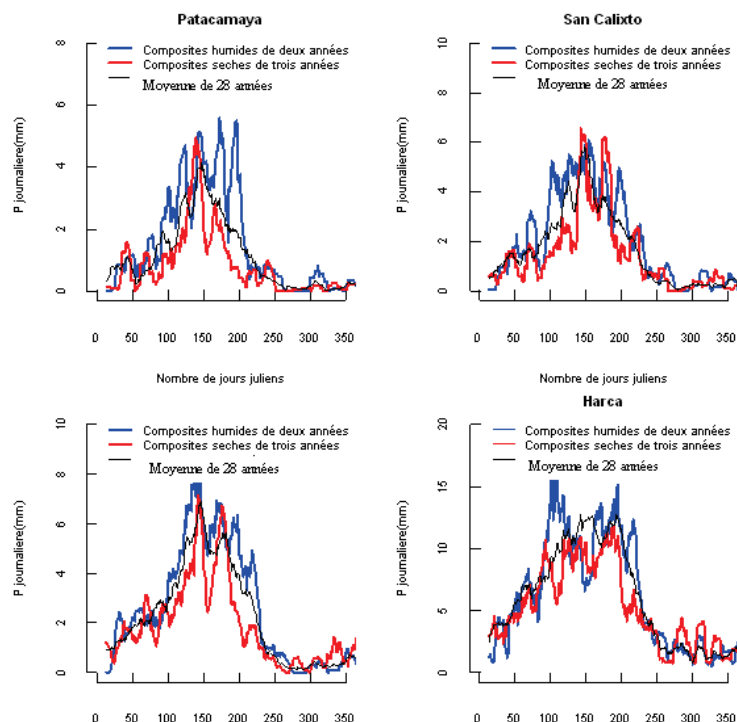 Patacamaya
Composites humides de deux années
Composites seches de trois années
Moyenne de 28 années
P journaliere(mm)
8
6
4
2
0
0 50 100 150 200 250 300 350
Nombre de jours juliens
San Calixto
Composites humides de deux années
Composites seches de trois années
Moyenne de 28 années
P journaliere(mm)
10
8
6
4
2
0
0 50 100 150 200 250 300 350
Nombre de jours juliens
Composites humides de deux années
Composites seches de trois années
Moyenne de 28 années
P journaliere(mm)
10
8
6
4
2
0
0 50 100 150 200 250 300 350
Harca
Composites humides de deux années
Composites seches de trois années
Moyenne de 28 années
P journaliere(mm)
20
15
10
5
0
0 50 100 150 200 250 300 350